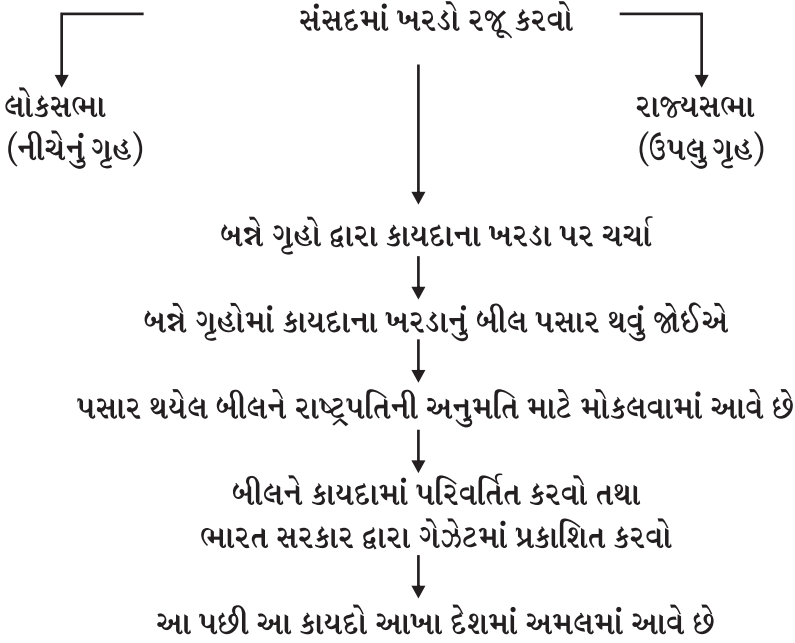 સંસદમાં ખરડો રજૂ કરવો
લોકસભા
(નીચેનું ગૃહ)
રાજ્યસભા
(ઉપલુ ગૃહ)
બન્ને ગૃહો દ્વારા કાયદાના ખરડા પર ચર્ચા
બન્ને ગૃહોમાં કાયદાના ખરડાનું બીલ પસાર થવું જોઈએ
પસાર થયેલ બીલને રાષ્ટ્રપતિની અનુમતિ માટે મોકલવામાં આવે છે
બીલને કાયદામાં પરિવર્તિત કરવો તથા
ભારત સરકાર દ્વારા ગેઝેટમાં પ્રકાશિત કરવો
આ પછી આ કાયદો આખા દેશમાં અમલમાં આવે છે